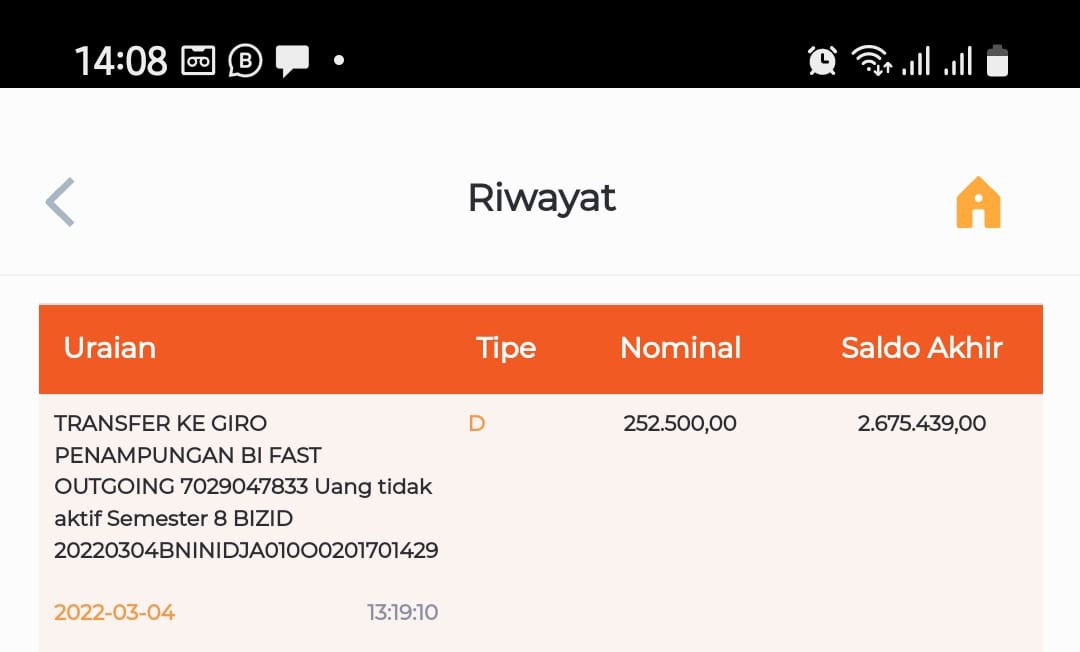 14:08
Riwayat
Uraian Tipe Nominal Saldo Akhir
TRANSFER KE GIRO D 252.500,00 2.675.439,00
PENAMPUNGAN BI FAST
OUTGOING 7029047833 Uang tidak
aktif Semester 8 BIZID
20220304BNINIDJA010O0201701429
2022-03-04 13:19:10